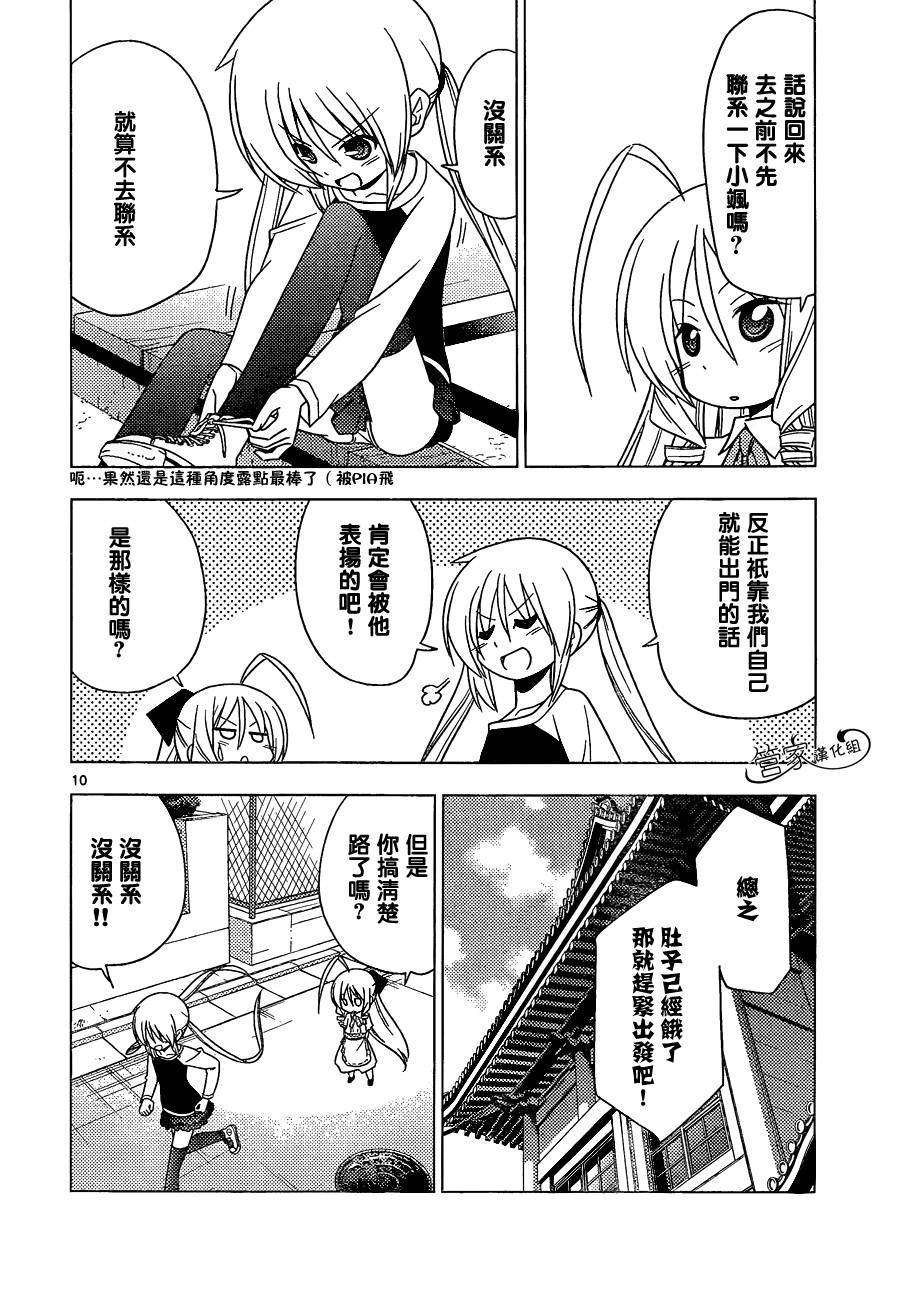 話說回來
去之前不先
聯系一下小颯嗎？
沒關系
就算不去聯系
呃…果然還是這種角度露點最棒了（被PIA飛
反正衹靠我們自己
就能出門的話
肯定會被他
表揚的吧！
是那樣的嗎？
管家漢化組
10
總之
肚子已經餓了
那就趕緊出發吧！
但是
你搞清楚
路了嗎？
沒關系
沒關系!!